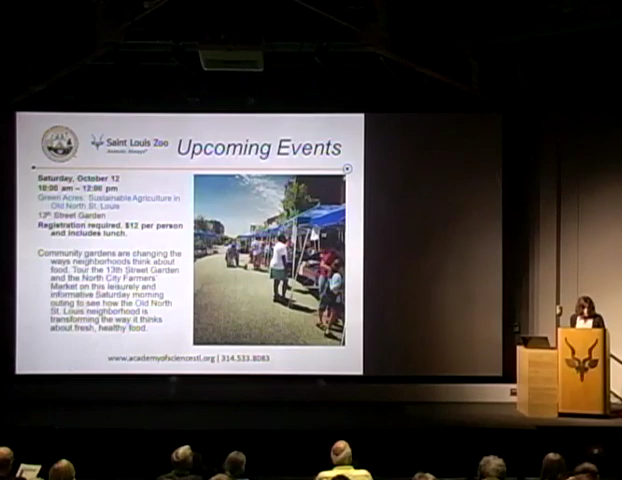 Saint Louis Zoo
Animals Always
Upcoming Events
Saturday, October 12
10:00 am – 12:00 pm
Green Acres: Sustainable Agriculture in
Old North St. Louis
13th Street Garden
Registration required, $12 per person
and includes lunch.
Community gardens are changing the
ways neighborhoods think about
food. Tour the 13th Street Garden
and the North City Farmers'
Market on this leisurely and
informative Saturday morning
outing to see how the Old North
St. Louis neighborhood is
transforming the way it thinks
about fresh, healthy food.
www.academyofsciencestl.org | 314.533.8083